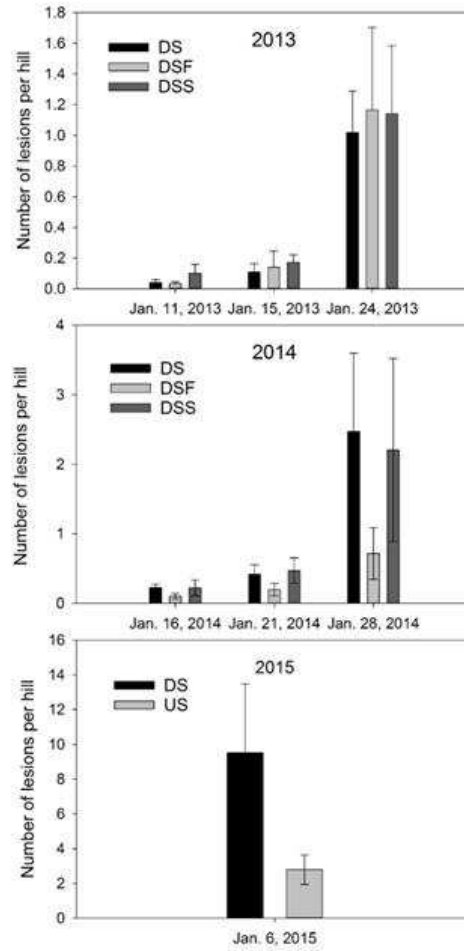 2013
DS
DSF
DSS
Number of lesions per hill
1.8
1.6
1.4
1.2
1.0
0.8
0.6
0.4
0.2
0.0
Jan. 11, 2013 Jan. 15, 2013 Jan. 24, 2013
2014
DS
DSF
DSS
Number of lesions per hill
4
3
2
1
0
Jan. 16, 2014 Jan. 21, 2014 Jan. 28, 2014
2015
DS
US
Number of lesions per hill
16
14
12
10
8
6
4
2
0
Jan. 6, 2015